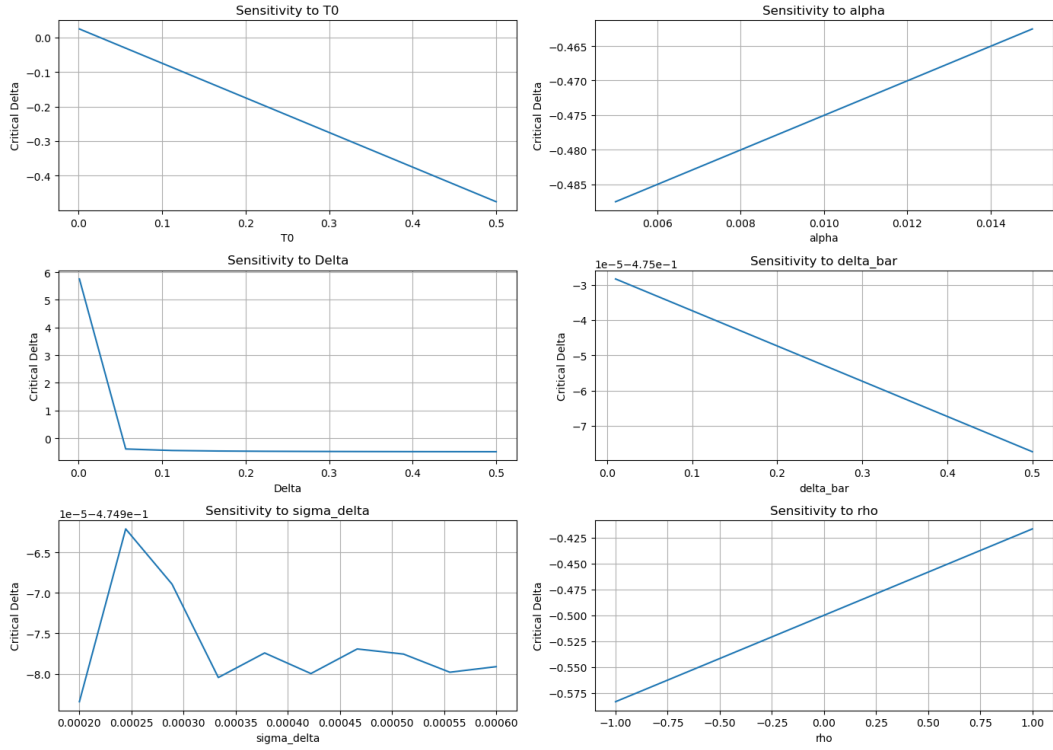 Sensitivity to T0
Critical Delta
0.0
−0.1
−0.2
−0.3
−0.4
0.0 0.1 0.2 0.3 0.4 0.5
T0
Sensitivity to alpha
Critical Delta
−0.465
−0.470
−0.475
−0.480
−0.485
0.006 0.008 0.010 0.012 0.014
alpha
Sensitivity to Delta
Critical Delta
6
5
4
3
2
1
0
0.0 0.1 0.2 0.3 0.4 0.5
Delta
1e−5−4.75e−1
Sensitivity to delta_bar
Critical Delta
−3
−4
−5
−6
−7
0.0 0.1 0.2 0.3 0.4 0.5
delta_bar
1e−5−4.749e−1
Sensitivity to sigma_delta
Critical Delta
−6.5
−7.0
−7.5
−8.0
0.00020 0.00025 0.00030 0.00035 0.00040 0.00045 0.00050 0.00055 0.00060
sigma_delta
Sensitivity to rho
Critical Delta
−0.425
−0.450
−0.475
−0.500
−0.525
−0.550
−0.575
−1.00 −0.75 −0.50 −0.25 0.00 0.25 0.50 0.75 1.00
rho